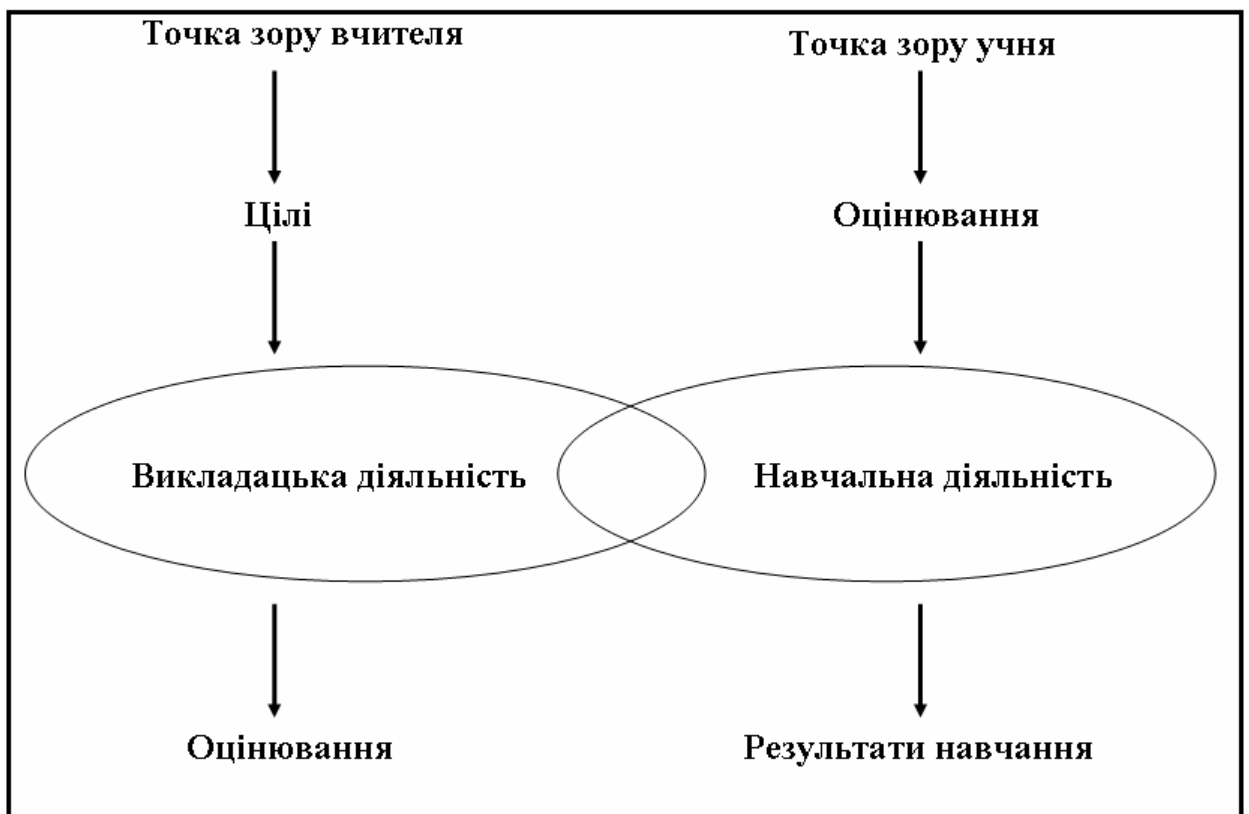 Точка зору вчителя
Точка зору учня
Цілі
Оцінювання
Викладацька діяльність
Навчальна діяльність
Оцінювання
Результати навчання